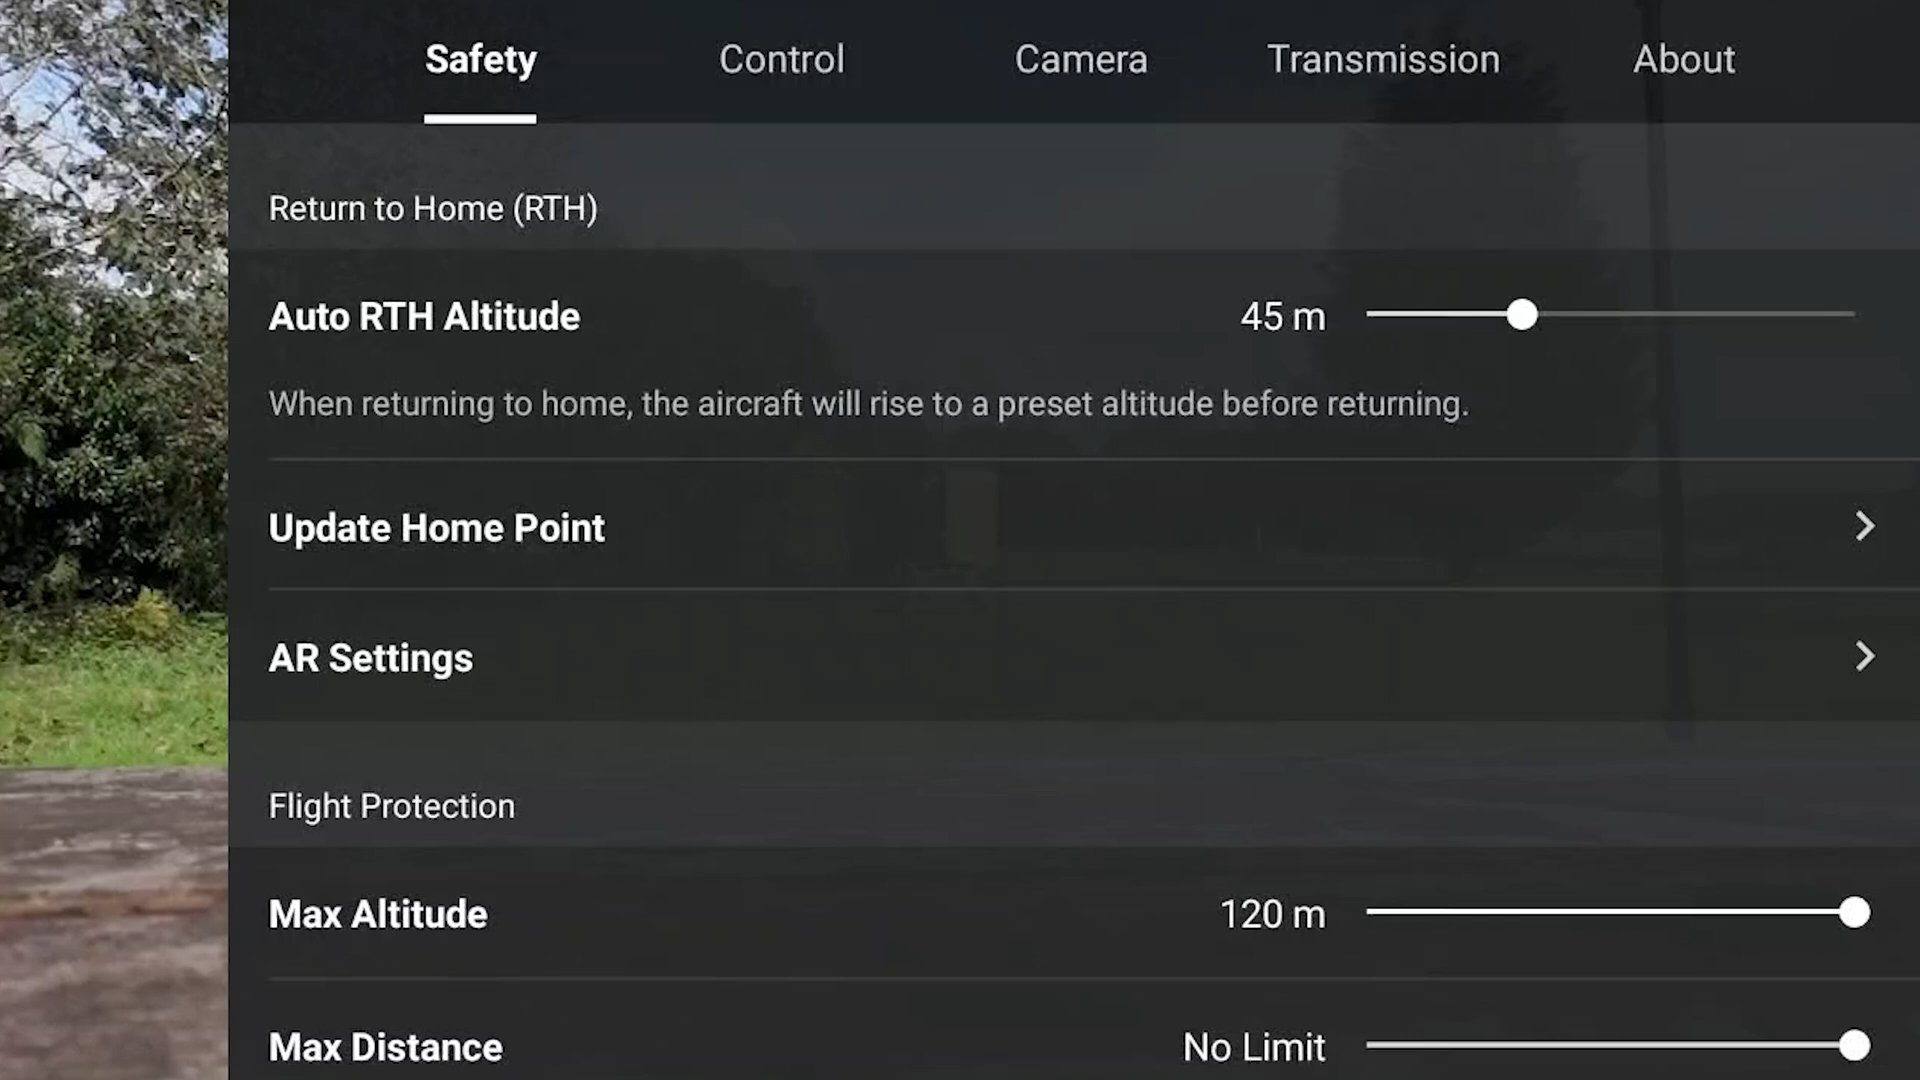 Safety Control Camera Transmission About
Return to Home (RTH)
Auto RTH Altitude 45 m
When returning to home, the aircraft will rise to a preset altitude before returning.
Update Home Point
AR Settings
Flight Protection
Max Altitude 120 m
Max Distance No Limit